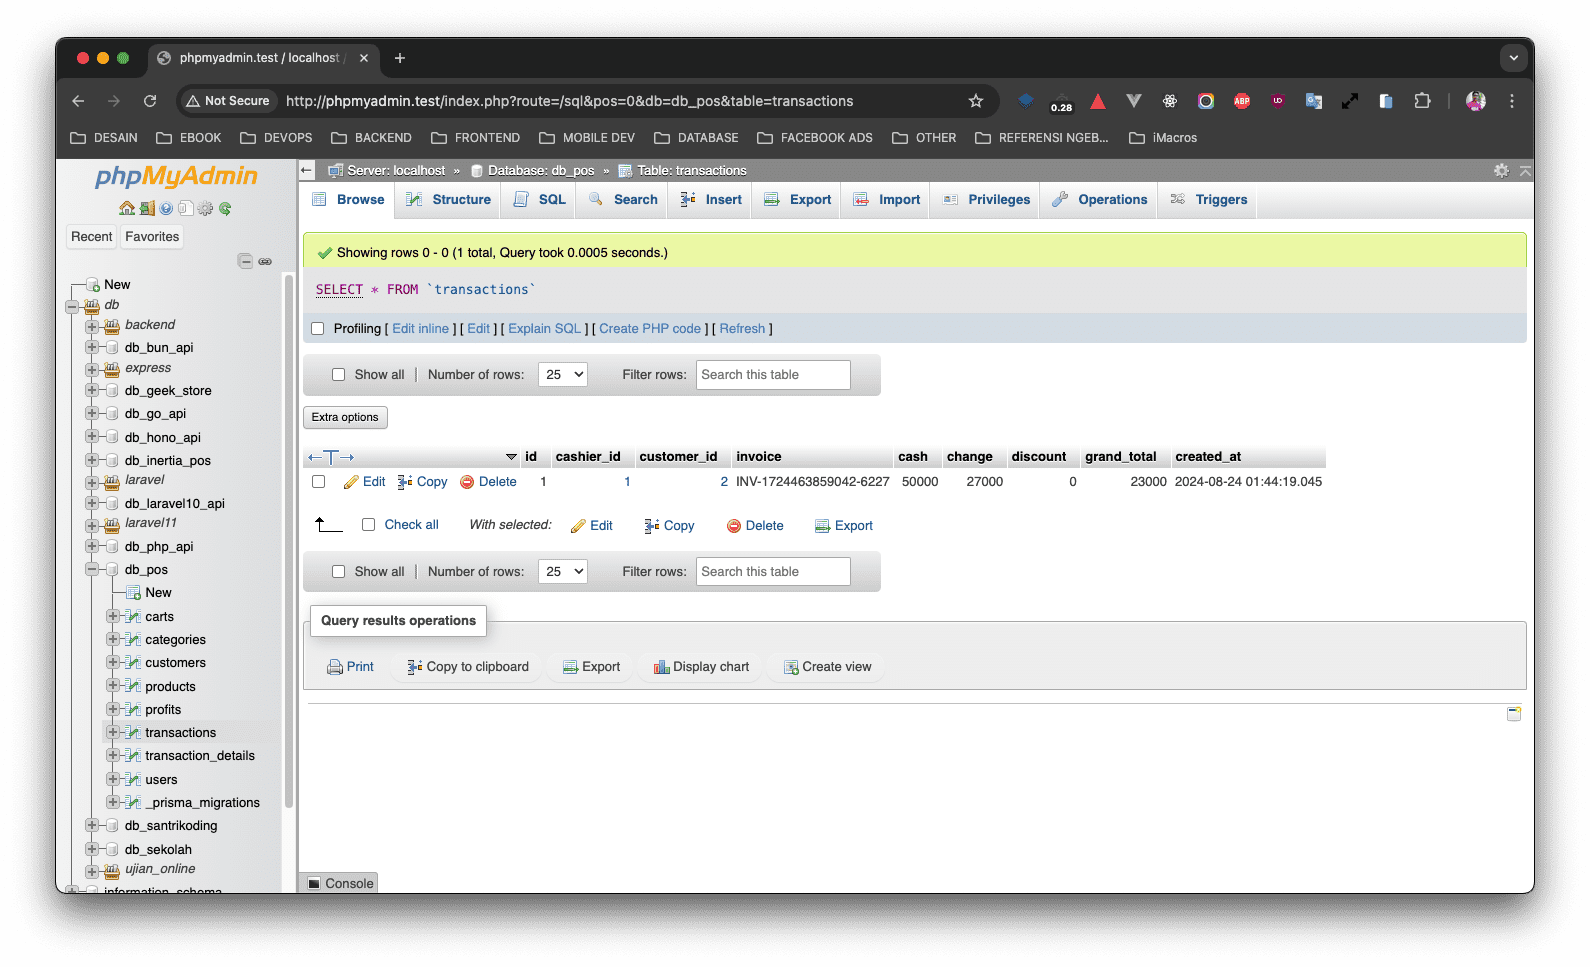 phpmyadmin.test / localhost /
Not Secure http://phpmyadmin.test/index.php?route=/sql&pos=0&db=db_pos&table=transactions 0.28 ABP UD
DESAIN EBOOK DEVOPS BACKEND FRONTEND MOBILE DEV DATABASE FACEBOOK ADS OTHER REFERENSI NGEB... iMacros
phpMyAdmin
Recent Favorites
New
db
backend
db_bun_api
express
db_geek_store
db_go_api
db_hono_api
db_inertia_pos
laravel
db_laravel10_api
laravel11
db_php_api
db_pos
New
carts
categories
customers
products
profits
transactions
transaction_details
users
_prisma_migrations
db_santrikoding
db_sekolah
ujian_online
information_schema
Server: localhost » Database: db_pos » Table: transactions
Browse Structure SQL Search Insert Export Import Privileges Operations Triggers
Showing rows 0 - 0 (1 total, Query took 0.0005 seconds.)
SELECT * FROM `transactions`
Profiling [ Edit inline ] [ Edit ] [ Explain SQL ] [ Create PHP code ] [ Refresh ]
Show all | Number of rows: 25 Filter rows: Search this table
Extra options
id cashier_id customer_id invoice cash change discount grand_total created_at
Edit Copy Delete 1 1 2 INV-1724463859042-6227 50000 27000 0 23000 2024-08-24 01:44:19.045
Check all With selected: Edit Copy Delete Export
Show all | Number of rows: 25 Filter rows: Search this table
Query results operations
Print Copy to clipboard Export Display chart Create view
Console